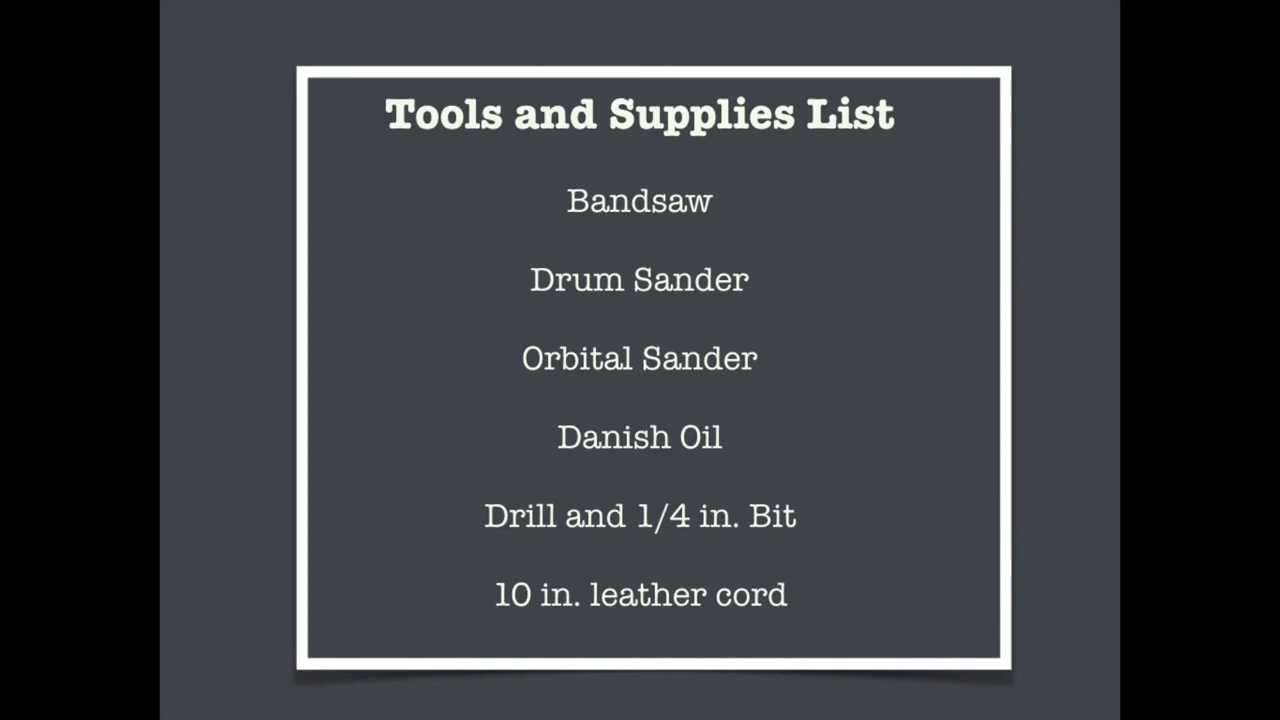 Tools and Supplies List
Bandsaw
Drum Sander
Orbital Sander
Danish Oil
Drill and 1/4 in. Bit
10 in. leather cord